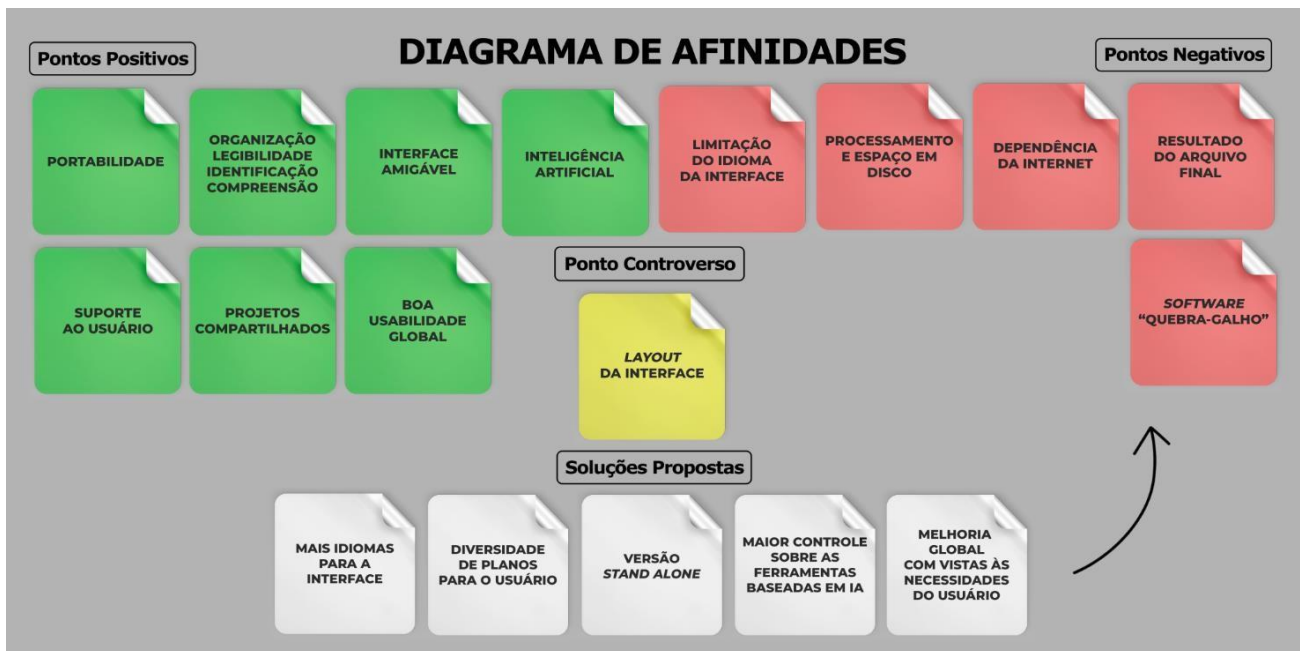 DIAGRAMA DE AFINIDADES
Pontos Positivos
Pontos Negativos
PORTABILIDADE
ORGANIZAÇÃO
LEGIBILIDADE
IDENTIFICAÇÃO
COMPREENSÃO
INTERFACE
AMIGÁVEL
INTELIGÊNCIA
ARTIFICIAL
LIMITAÇÃO
DO IDIOMA
DA INTERFACE
PROCESSAMENTO
E ESPAÇO EM
DISCO
DEPENDÊNCIA
DA INTERNET
RESULTADO
DO ARQUIVO
FINAL
SUPORTE
AO USUÁRIO
PROJETOS
COMPARTILHADOS
BOA
USABILIDADE
GLOBAL
Ponto Controverso
LAYOUT
DA INTERFACE
SOFTWARE
“QUEBRA-GALHO”
Soluções Propostas
MAIS IDIOMAS
PARA A
INTERFACE
DIVERSIDADE
DE PLANOS
PARA O USUÁRIO
VERSÃO
STAND ALONE
MAIOR CONTROLE
SOBRE AS
FERRAMENTAS
BASEADAS EM IA
MELHORIA
GLOBAL
COM VISTAS ÀS
NECESSIDADES
DO USUÁRIO